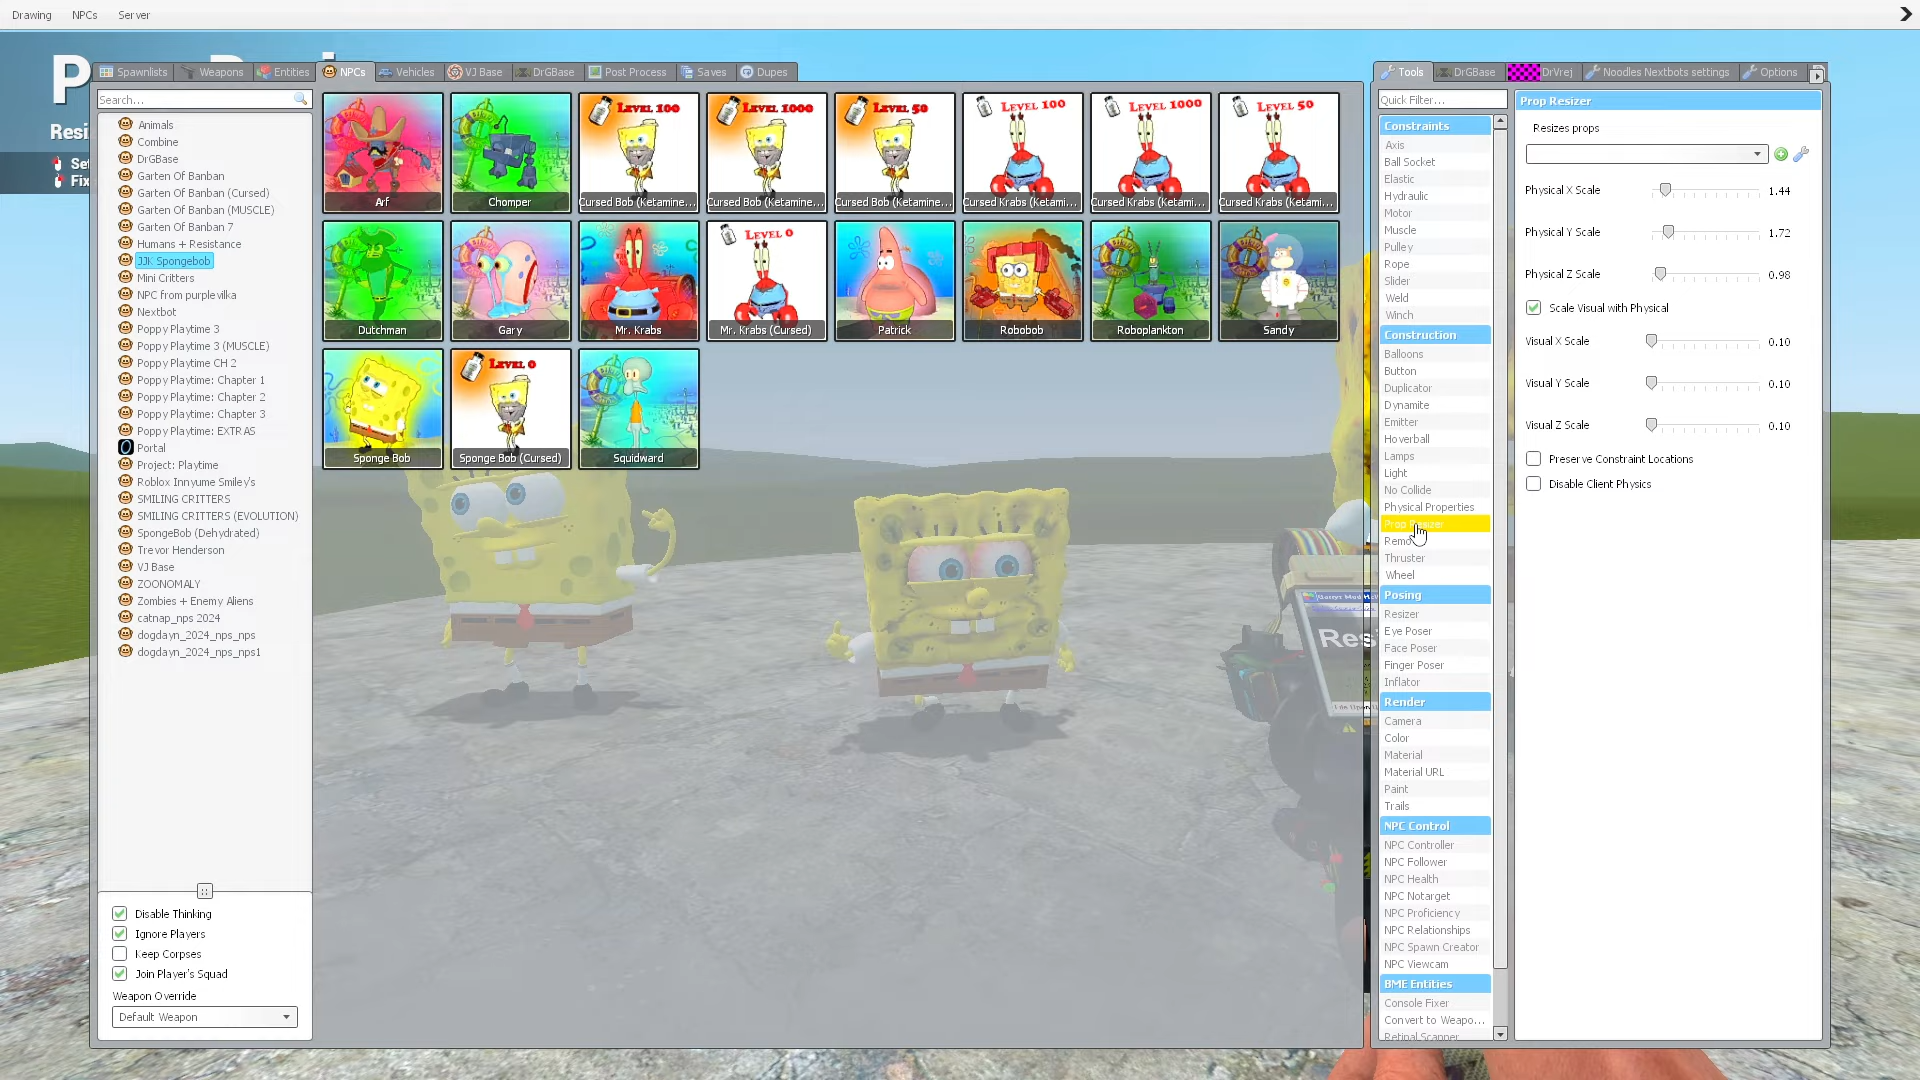 Drawing NPCs Server
Spawnlists Weapons Entities NPCs Vehicles VJ Base DrGBase Post Process Saves Dupes
Search...
Animals
Combine
DrGBase
Garten Of Banban
Garten Of Banban (Cursed)
Garten Of Banban (MUSCLE)
Garten Of Banban 7
Humans + Resistance
JJK Spongebob
Mini Critters
NPC from purplevilka
Nextbot
Poppy Playtime 3
Poppy Playtime 3 (MUSCLE)
Poppy Playtime CH 2
Poppy Playtime: Chapter 1
Poppy Playtime: Chapter 2
Poppy Playtime: Chapter 3
Poppy Playtime: EXTRAS
Portal
Project: Playtime
Roblox Innyume Smiley's
SMILING CRITTERS
SMILING CRITTERS (EVOLUTION)
SpongeBob (Dehydrated)
Trevor Henderson
VJ Base
ZOONOMALY
Zombies + Enemy Aliens
catnap_nps 2024
dogdayn_2024_nps_nps
dogdayn_2024_nps_nps1
Disable Thinking
Ignore Players
Keep Corpses
Join Player's Squad
Weapon Override
Default Weapon
LEVEL 100 LEVEL 1000 LEVEL 50 LEVEL 100 LEVEL 1000 LEVEL 50
Arf Chomper Cursed Bob (Ketamine... Cursed Bob (Ketamine... Cursed Bob (Ketamine... Cursed Krabs (Ketami... Cursed Krabs (Ketami... Cursed Krabs (Ketami...
LEVEL 0
Dutchman Gary Mr. Krabs Mr. Krabs (Cursed) Patrick Robobob Roboplankton Sandy
LEVEL 0
Sponge Bob Sponge Bob (Cursed) Squidward
Tools DrGBase DrVrej Noodles Nextbots settings Options
Quick Filter...
Constraints
Axis
Ball Socket
Elastic
Hydraulic
Motor
Muscle
Pulley
Rope
Slider
Weld
Winch
Construction
Balloons
Button
Duplicator
Dynamite
Emitter
Hoverball
Lamps
Light
No Collide
Physical Properties
Prop Resizer
Remo
Thruster
Wheel
Posing
Resizer
Eye Poser
Face Poser
Finger Poser
Inflator
Render
Camera
Color
Material
Material URL
Paint
Trails
NPC Control
NPC Controller
NPC Follower
NPC Health
NPC Notarget
NPC Proficiency
NPC Relationships
NPC Spawn Creator
NPC Viewcam
BME Entities
Console Fixer
Convert to Weapo...
Retinal Scanner
Prop Resizer
Resizes props
Physical X Scale 1.44
Physical Y Scale 1.72
Physical Z Scale 0.98
Scale Visual with Physical
Visual X Scale 0.10
Visual Y Scale 0.10
Visual Z Scale 0.10
Preserve Constraint Locations
Disable Client Physics
P
Resi
Set
Fix
Res